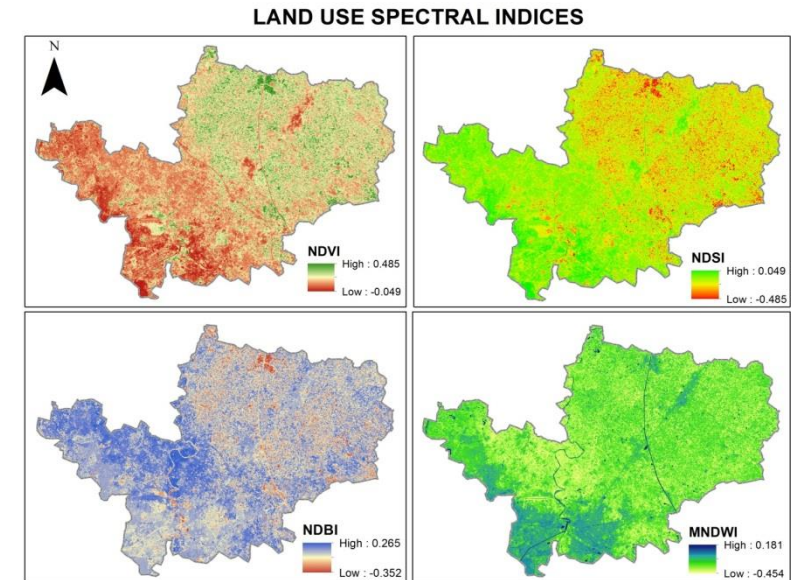 LAND USE SPECTRAL INDICES
N
NDVI
High : 0.485
Low : -0.049
NDSI
High : 0.049
Low : -0.485
NDBI
High : 0.265
Low : -0.352
MNDWI
High : 0.181
Low : -0.454